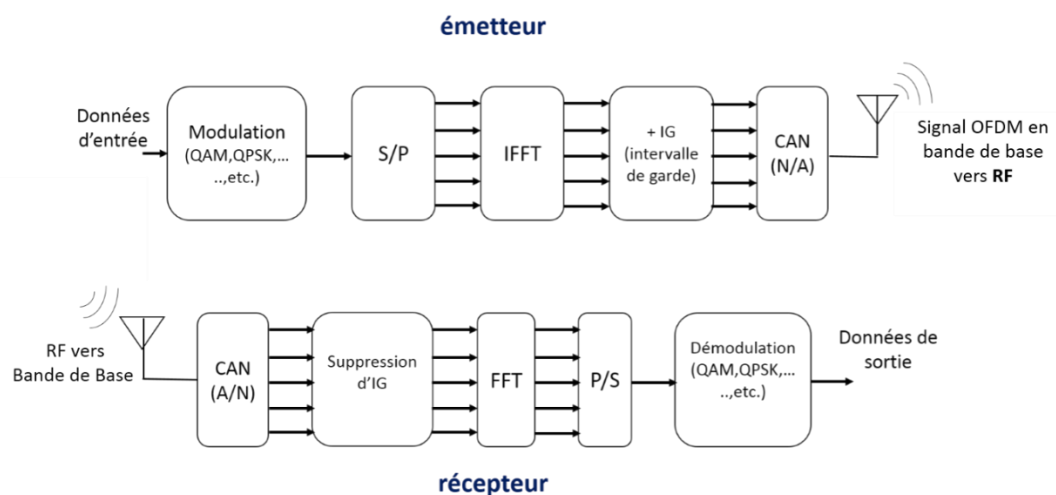 émetteur
Données
d'entrée
Modulation
(QAM,QPSK,...
..,etc.)
S/P
IFFT
+ IG
(intervalle
de garde)
CAN
(N/A)
Signal OFDM en
bande de base
vers RF
RF vers
Bande de Base
CAN
(A/N)
Suppression
d'IG
FFT
P/S
Démodulation
(QAM,QPSK,...
..,etc.)
Données de
sortie
récepteur